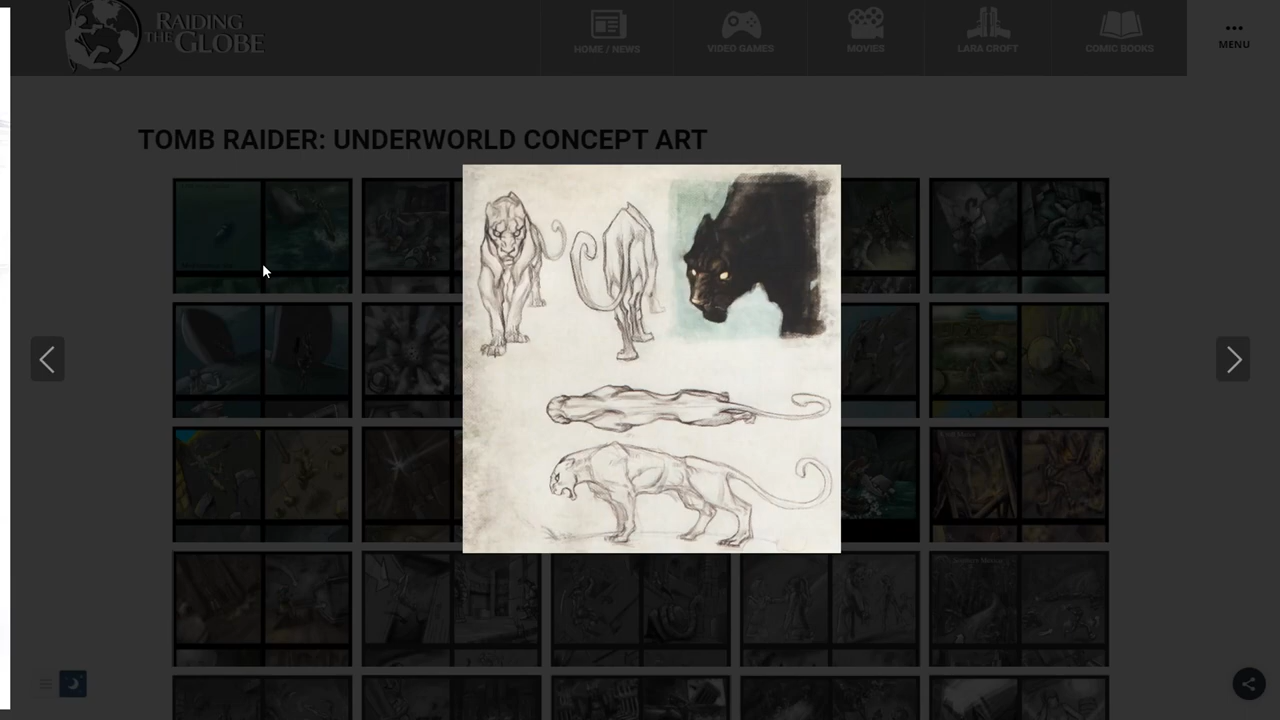 RAIDING
THE GLOBE
HOME / NEWS
VIDEO GAMES
MOVIES
LARA CROFT
COMIC BOOKS
MENU
TOMB RAIDER: UNDERWORLD CONCEPT ART